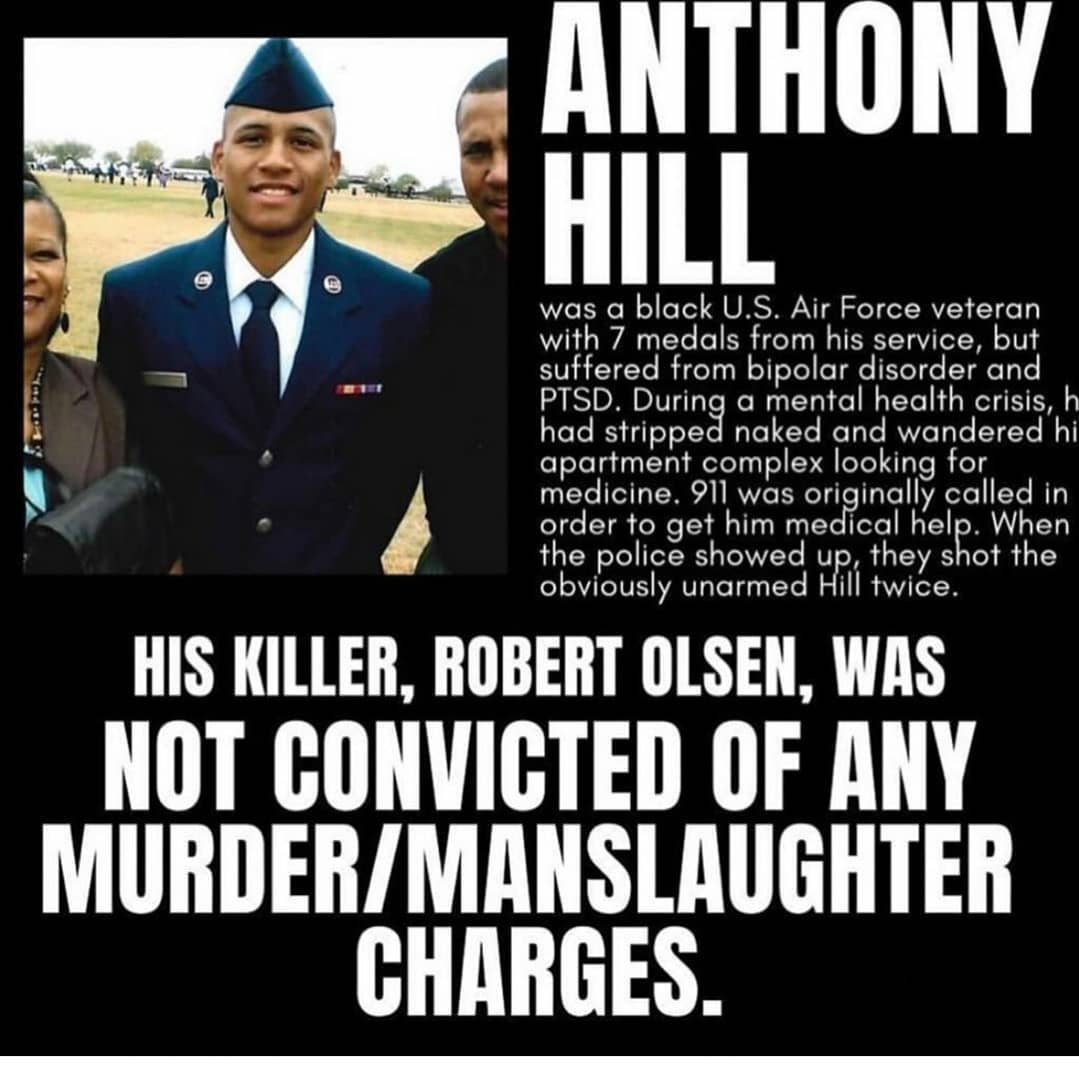 ANTHONY
HILL
was a black U.S. Air Force veteran
with 7 medals from his service, but
suffered from bipolar disorder and
PTSD. During a mental health crisis, h
had stripped naked and wandered hi
apartment complex looking for
medicine. 911 was originally called in
order to get him medical help. When
the police showed up, they shot the
obviously unarmed Hill twice.
HIS KILLER, ROBERT OLSEN, WAS
NOT CONVICTED OF ANY
MURDER/MANSLAUGHTER
CHARGES.